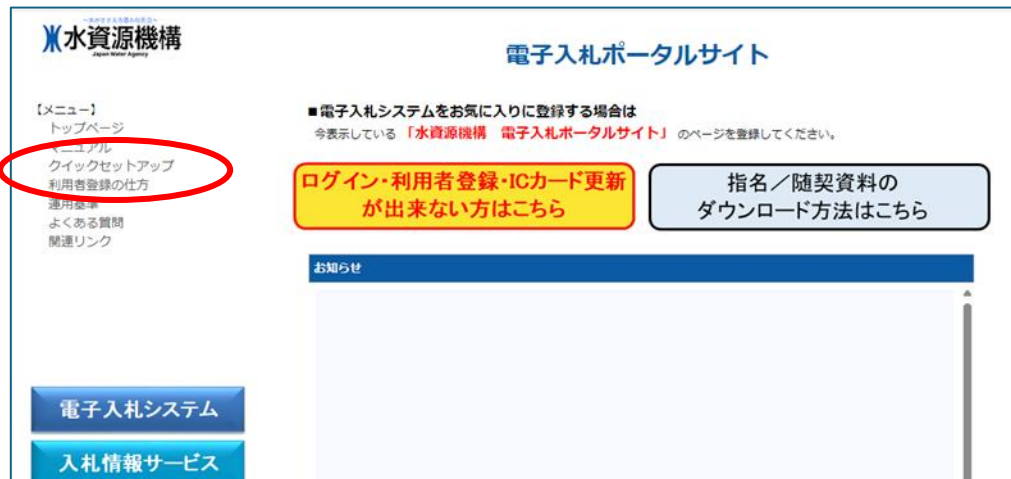 水資源機構
Japan Water Agency
電子入札ポータルサイト
【メニュー】
トップページ
マニュアル
クイックセットアップ
利用者登録の仕方
運用基準
よくある質問
関連リンク
■電子入札システムをお気に入りに登録する場合は
今表示している 「水資源機構　電子入札ポータルサイト」 のページを登録してください。
ログイン・利用者登録・ICカード更新
が出来ない方はこちら
指名／随契資料の
ダウンロード方法はこちら
お知らせ
電子入札システム
入札情報サービス